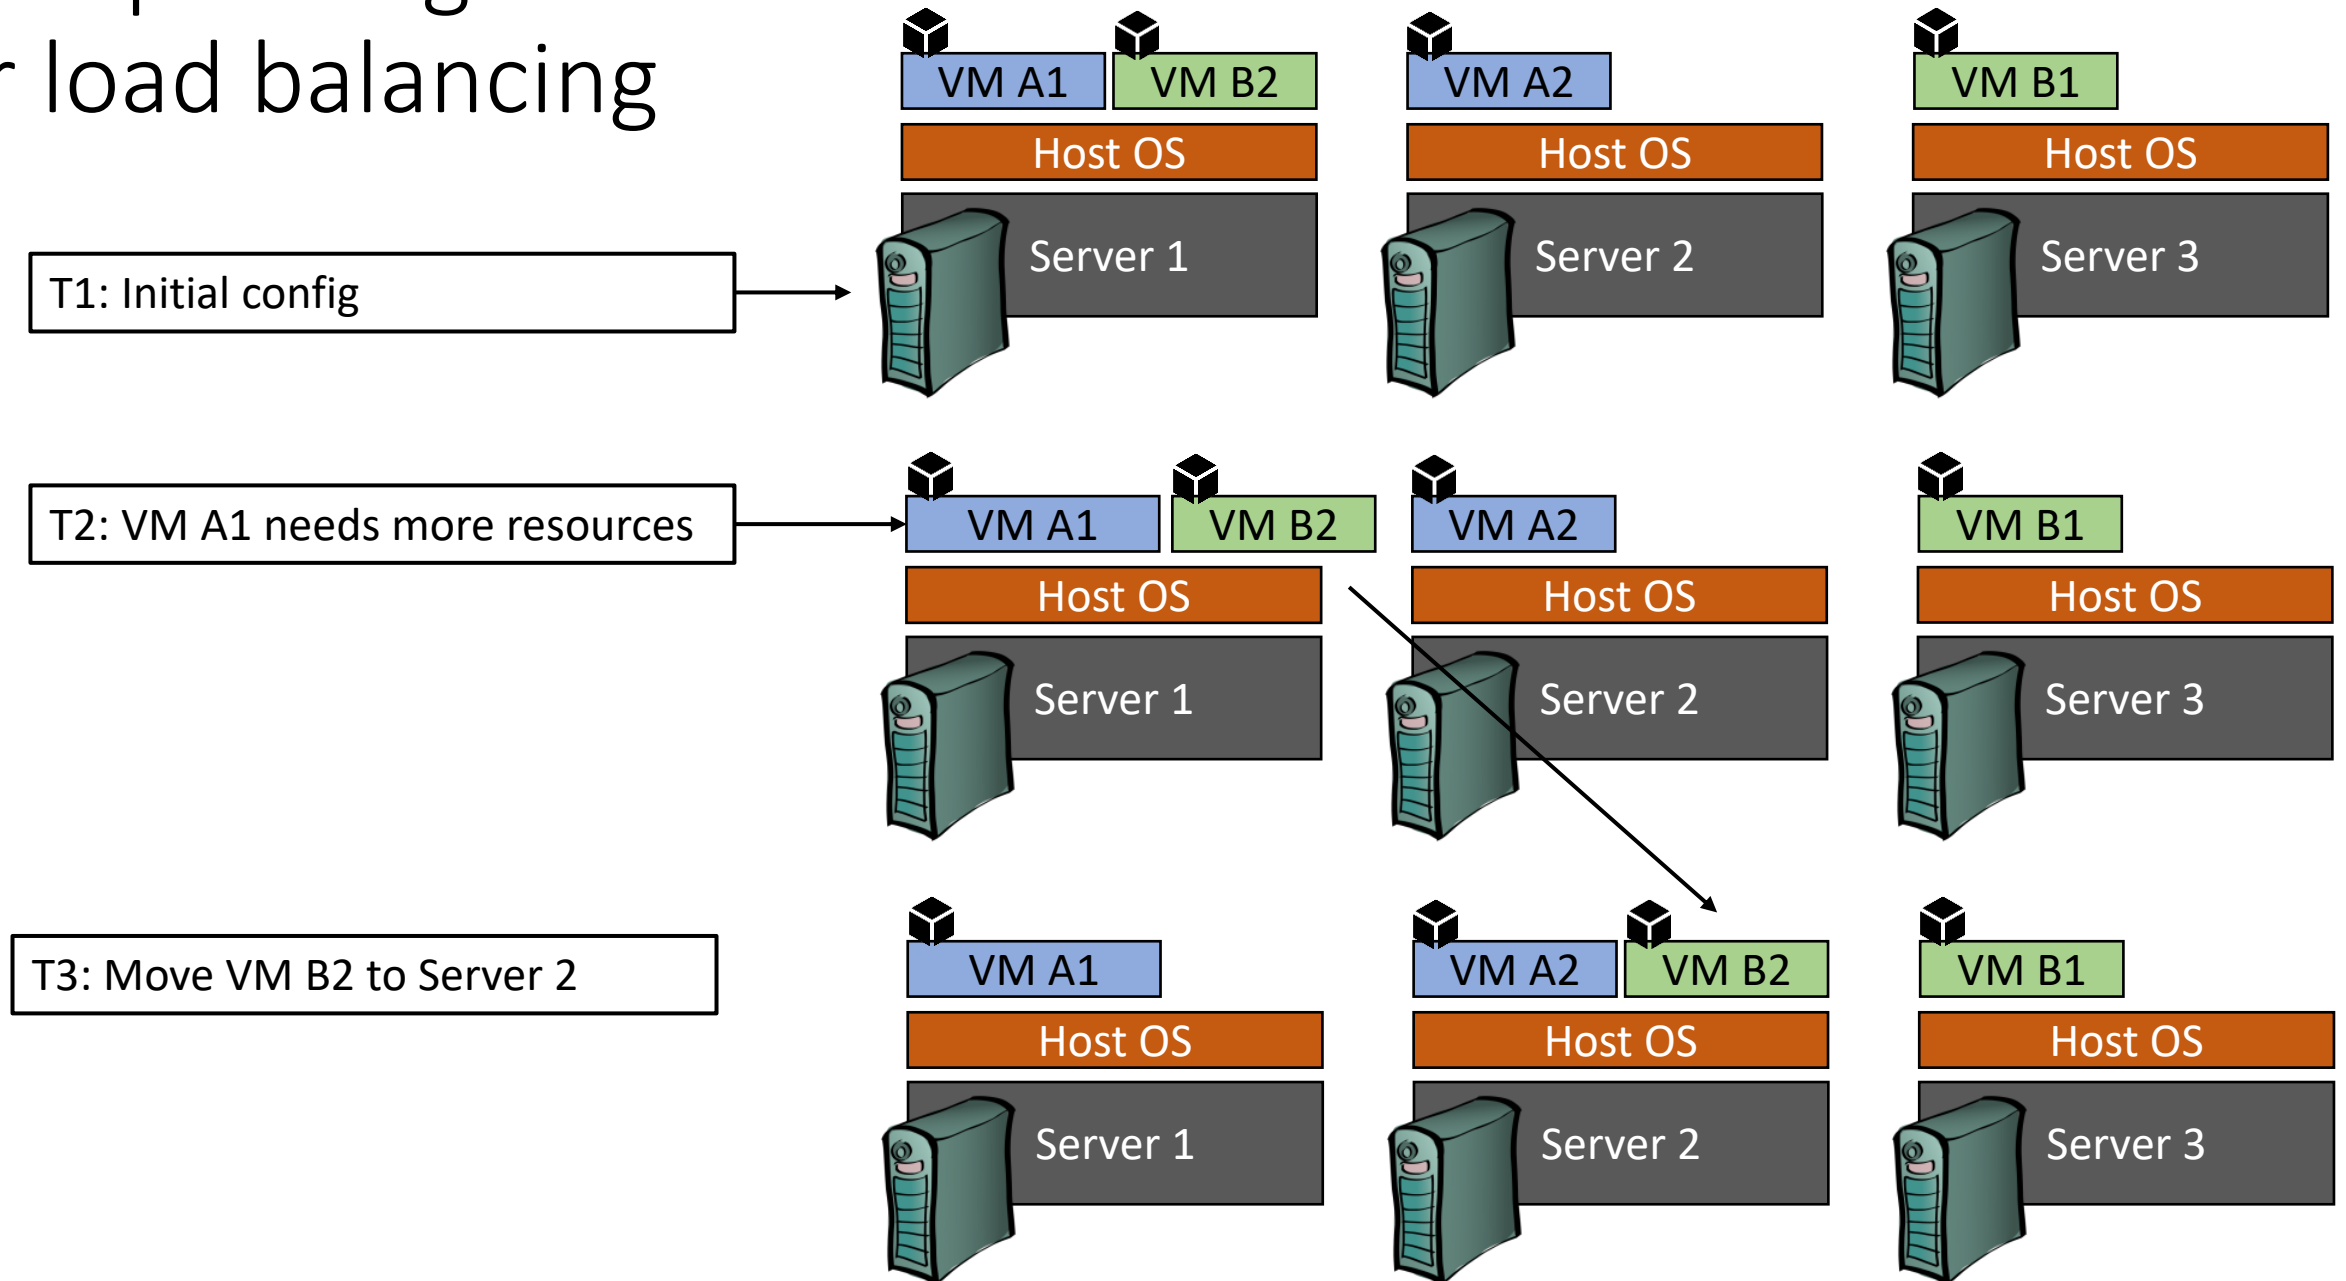 r load balancing
VM A1 VM B2 VM A2 VM B1
Host OS Host OS Host OS
Server 1 Server 2 Server 3
T1: Initial config
VM A1 VM B2 VM A2 VM B1
T2: VM A1 needs more resources
Host OS Host OS Host OS
Server 1 Server 2 Server 3
VM A1 VM A2 VM B2 VM B1
T3: Move VM B2 to Server 2
Host OS Host OS Host OS
Server 1 Server 2 Server 3